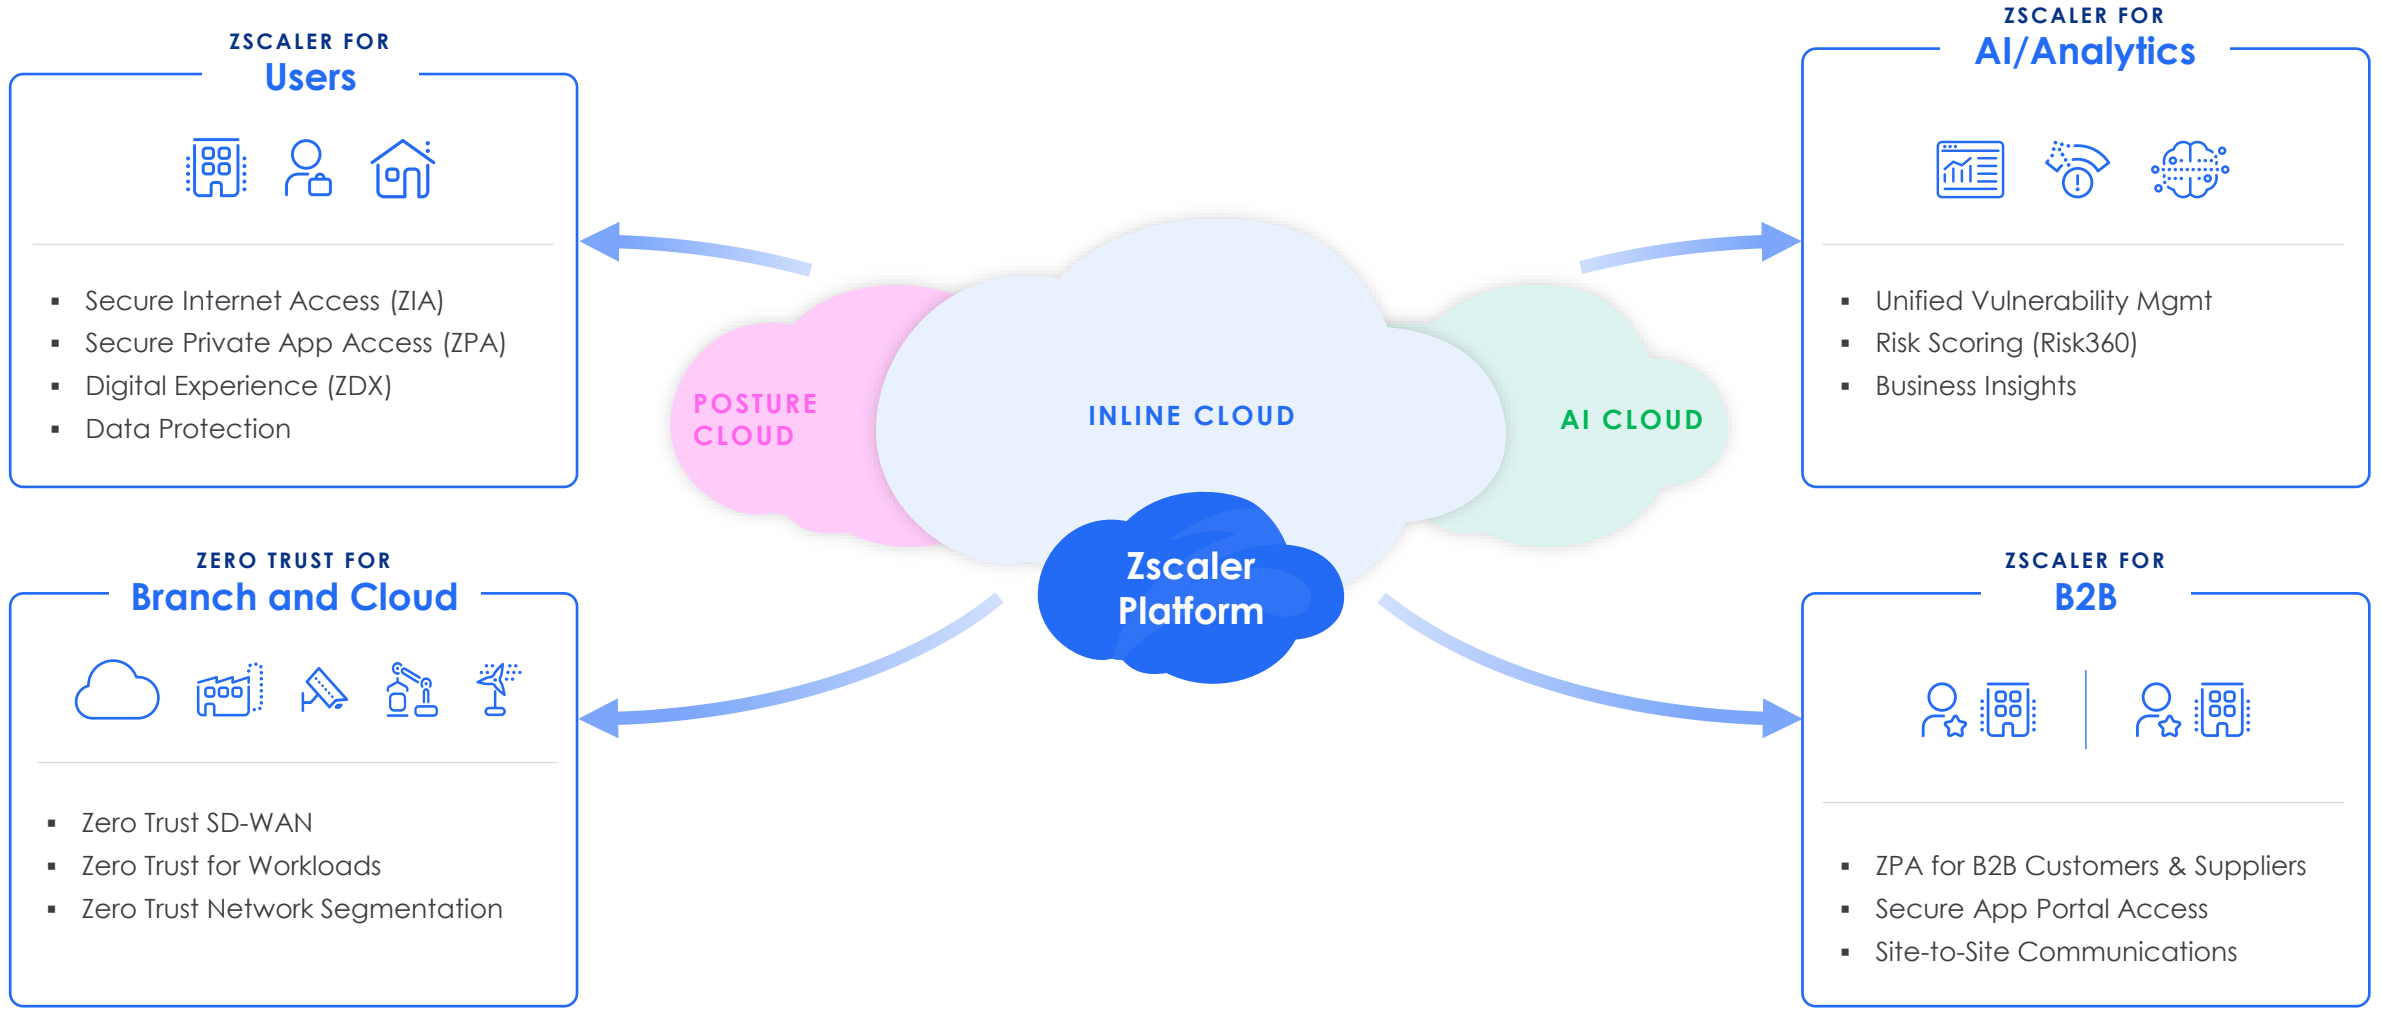 ZSCALER FOR
Users
▪ Secure Internet Access (ZIA)
▪ Secure Private App Access (ZPA)
▪ Digital Experience (ZDX)
▪ Data Protection
ZERO TRUST FOR
Branch and Cloud
▪ Zero Trust SD-WAN
▪ Zero Trust for Workloads
▪ Zero Trust Network Segmentation
POSTURE
CLOUD
INLINE CLOUD
AI CLOUD
Zscaler
Platform
ZSCALER FOR
AI/Analytics
▪ Unified Vulnerability Mgmt
▪ Risk Scoring (Risk360)
▪ Business Insights
ZSCALER FOR
B2B
▪ ZPA for B2B Customers & Suppliers
▪ Secure App Portal Access
▪ Site-to-Site Communications